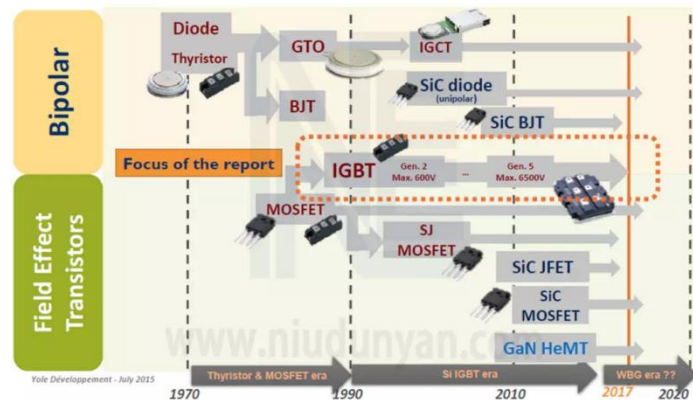 Bipolar
Field Effect
Transistors
Diode
Thyristor
GTO
IGCT
BJT
SiC diode
(unipolar)
SiC BJT
Focus of the report
IGBT
Gen. 2
Max. 600V
...
Gen. 5
Max. 6500V
MOSFET
SJ
MOSFET
SiC JFET
SiC
MOSFET
GaN HeMT
www.niudunyan.com
Yole Développement - July 2015
Thyristor & MOSFET era
Si IGBT era
WBG era ??
1970
1990
2010
2017
2020